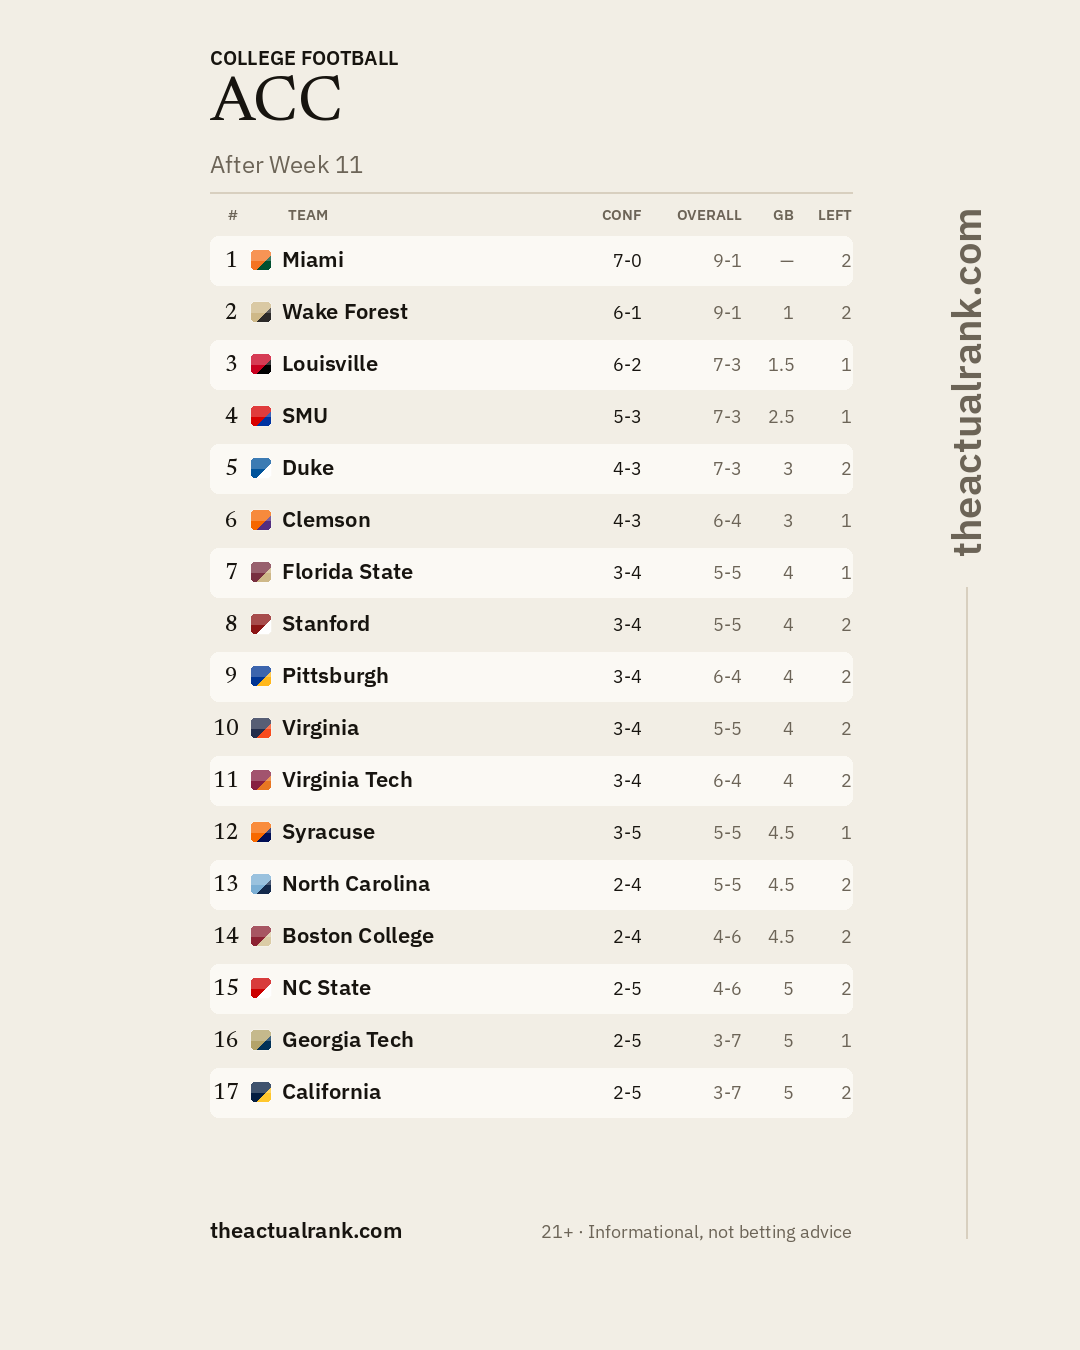 COLLEGE FOOTBALL
ACC
After Week 11
# TEAM CONF OVERALL GB LEFT
1 Miami 7-0 9-1 — 2
2 Wake Forest 6-1 9-1 1 2
3 Louisville 6-2 7-3 1.5 1
4 SMU 5-3 7-3 2.5 1
5 Duke 4-3 7-3 3 2
6 Clemson 4-3 6-4 3 1
7 Florida State 3-4 5-5 4 1
8 Stanford 3-4 5-5 4 2
9 Pittsburgh 3-4 6-4 4 2
10 Virginia 3-4 5-5 4 2
11 Virginia Tech 3-4 6-4 4 2
12 Syracuse 3-5 5-5 4.5 1
13 North Carolina 2-4 5-5 4.5 2
14 Boston College 2-4 4-6 4.5 2
15 NC State 2-5 4-6 5 2
16 Georgia Tech 2-5 3-7 5 1
17 California 2-5 3-7 5 2
theactualrank.com 21+ · Informational, not betting advice
theactualrank.com